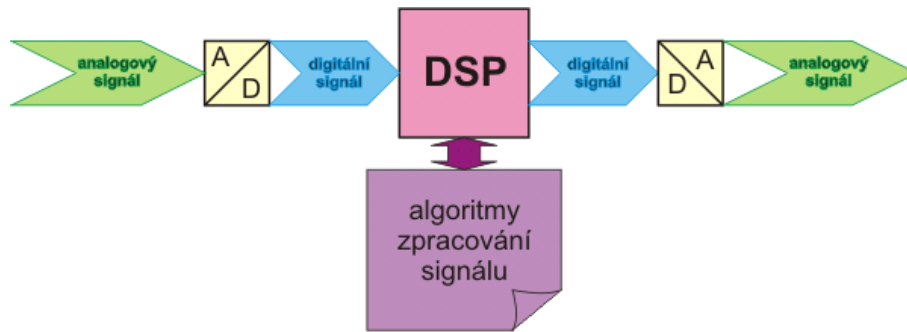 analogový
signál
A
D
digitální
signál
DSP
digitální
signál
A
D
analogový
signál
algoritmy
zpracování
signálu